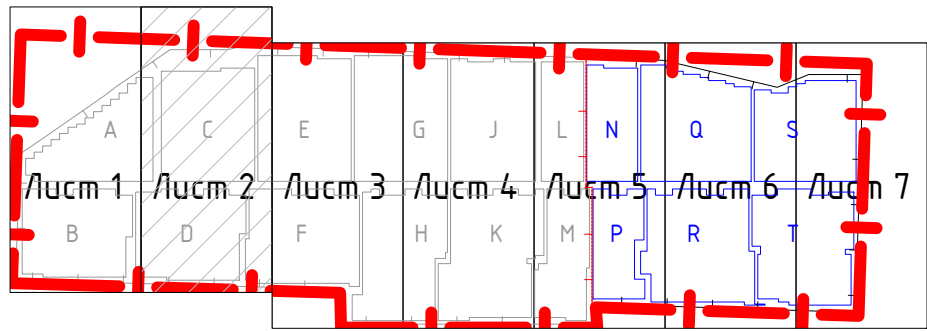 A C E G J L N Q S
Лист 1 Лист 2 Лист 3 Лист 4 Лист 5 Лист 6 Лист 7
B D F H K M P R T